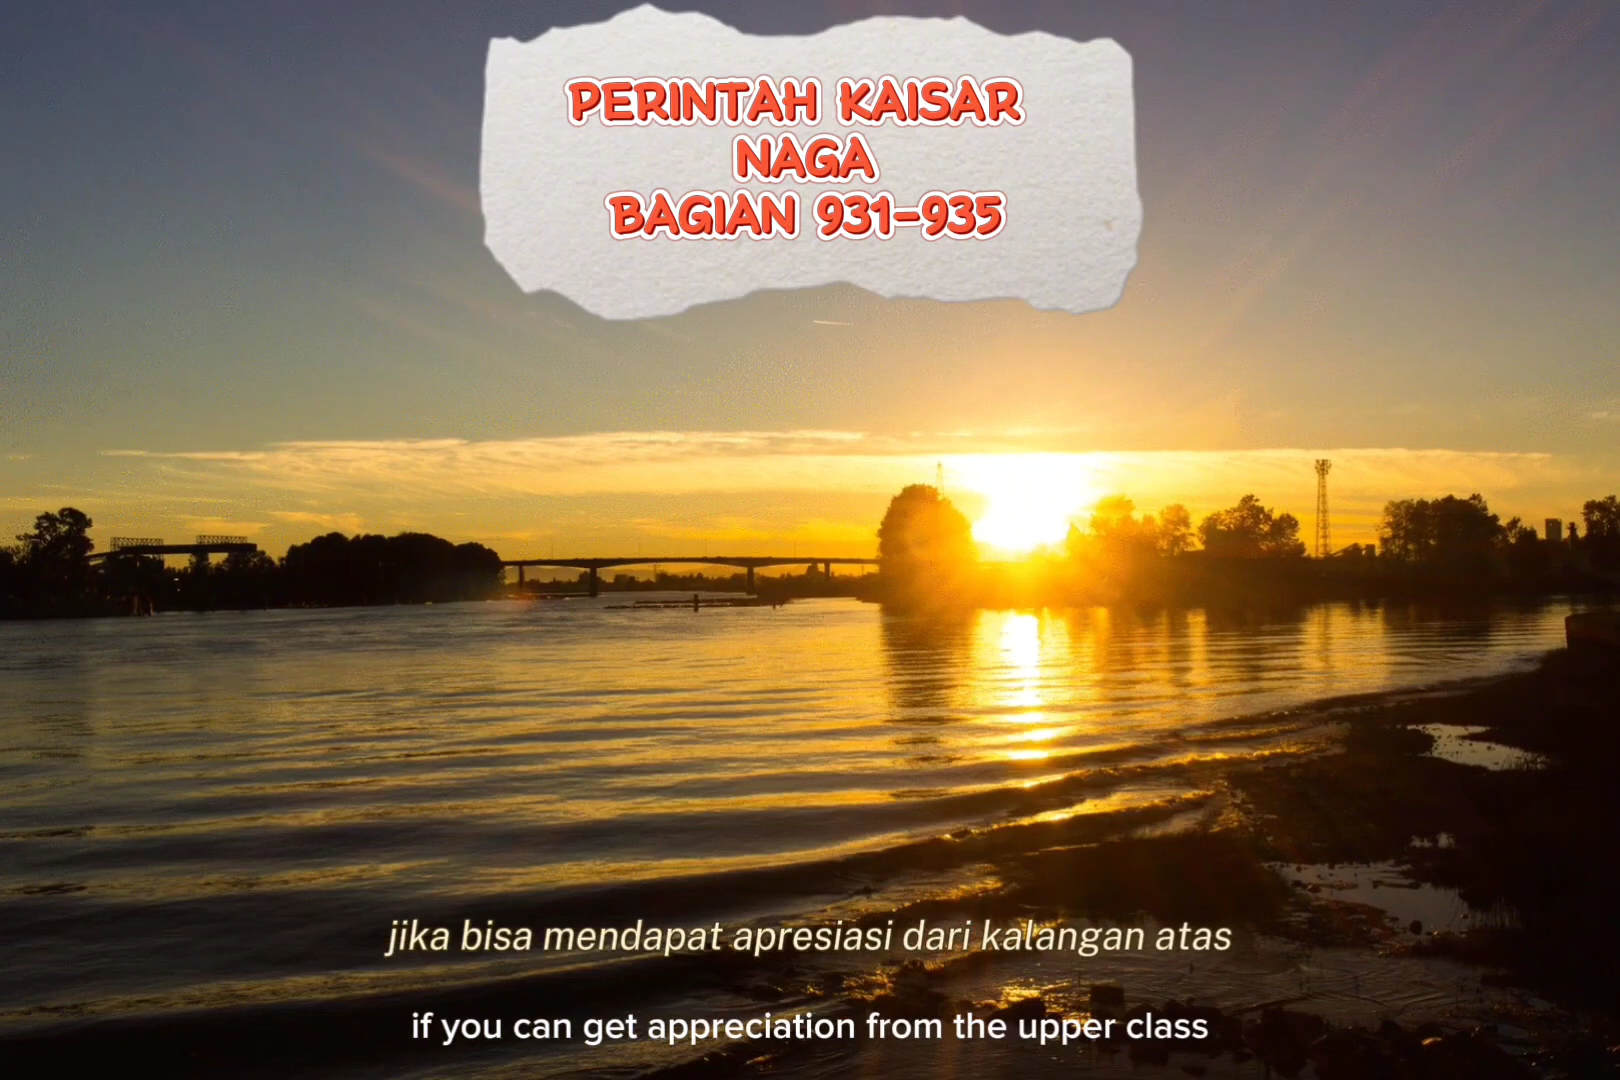 PERINTAH KAISAR
NAGA
BAGIAN 931-935
jika bisa mendapat apresiasi dari kalangan atas
if you can get appreciation from the upper class